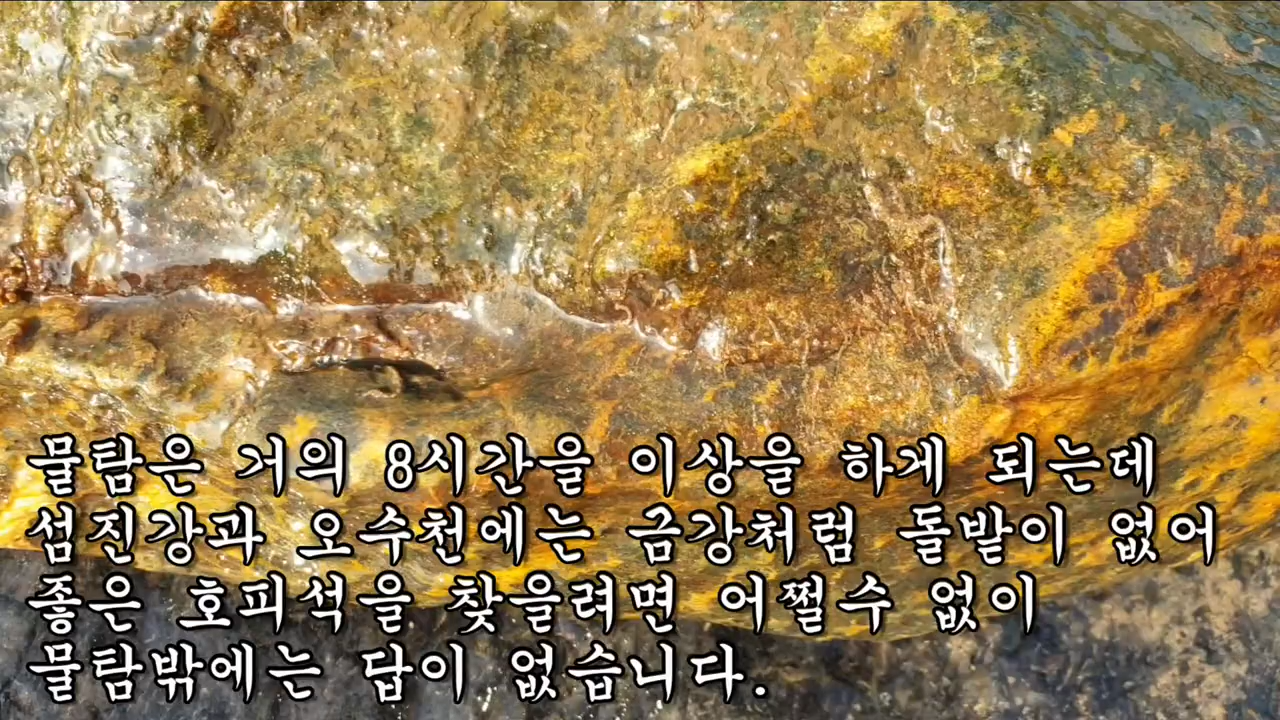 물탐은 거의 8시간을 이상을 하게 되는데
섬진강과 오수천에는 금강처럼 돌밭이 없어
좋은 호피석을 찾을려면 어쩔수 없이
물탐밖에는 답이 없습니다.